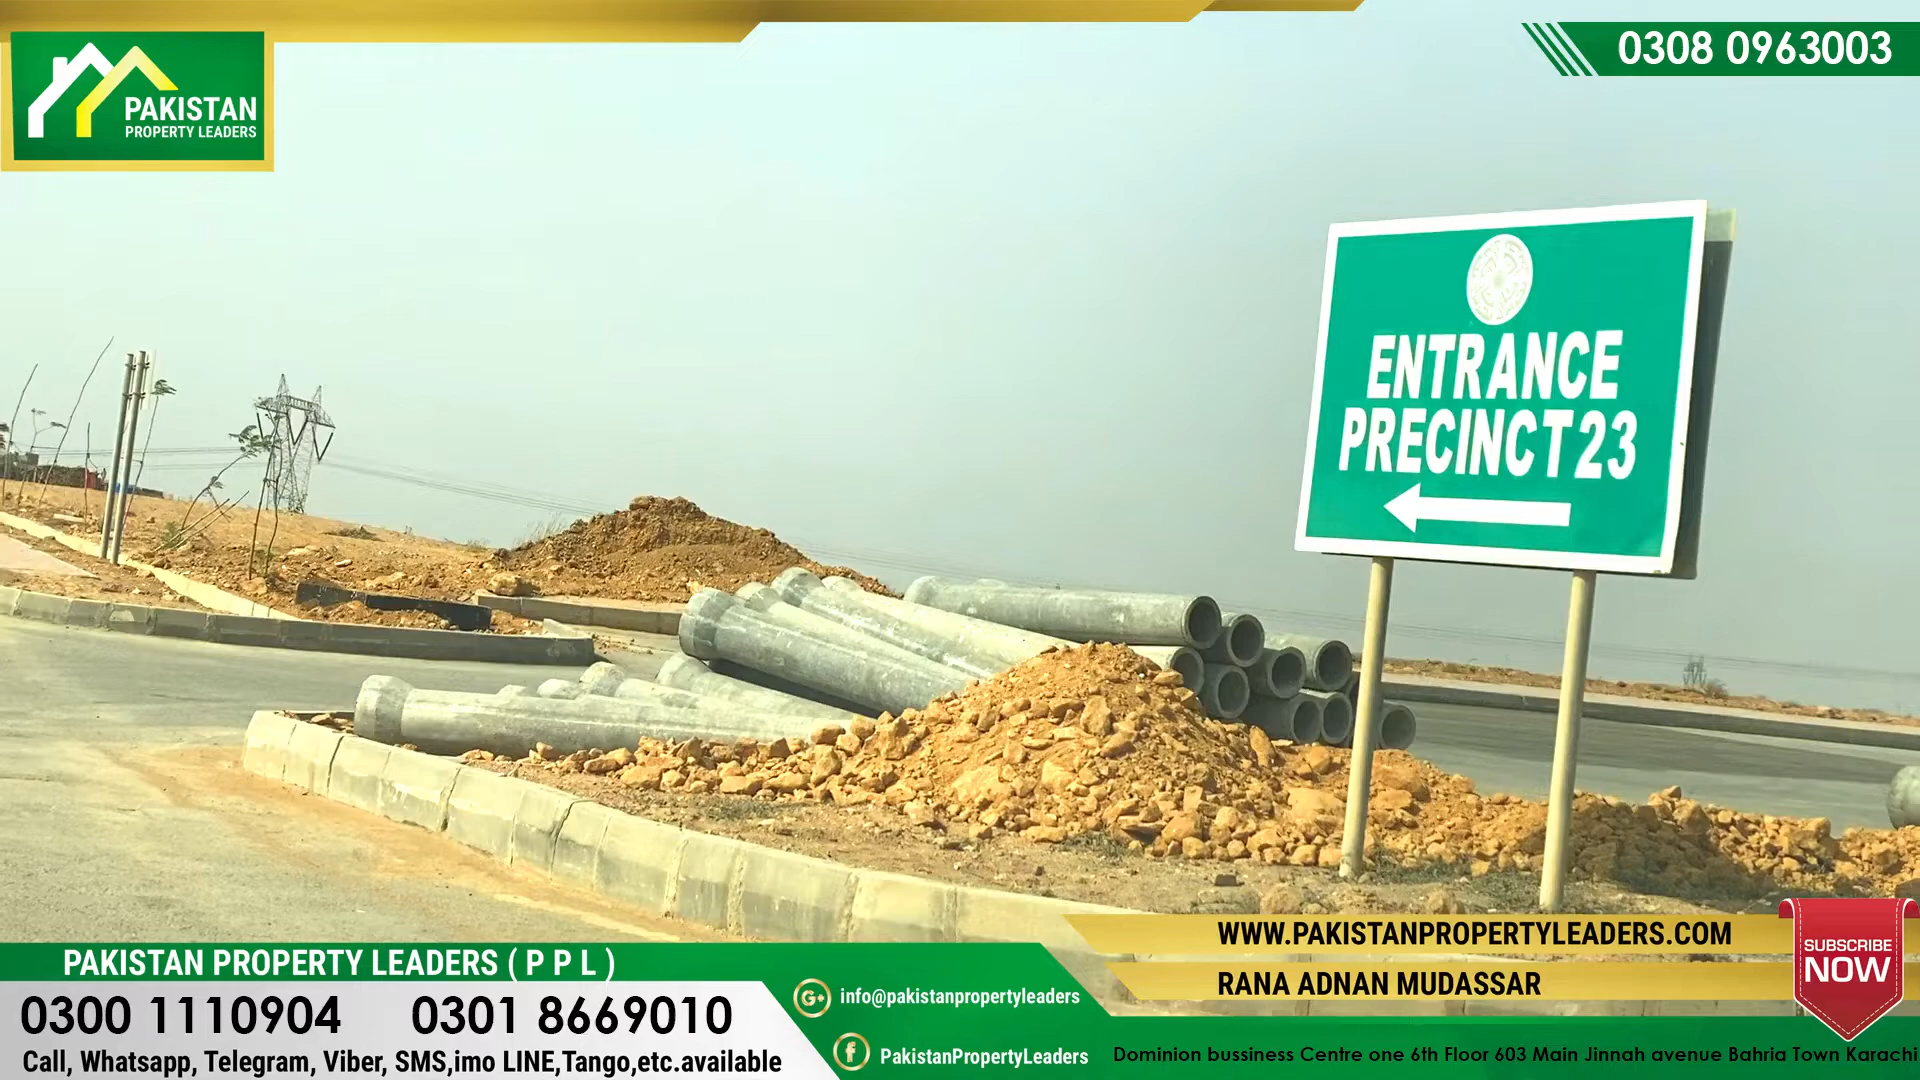 PAKISTAN
PROPERTY LEADERS
0308 0963003
ENTRANCE
PRECINCT 23
PAKISTAN PROPERTY LEADERS ( P P L )
0300 1110904 0301 8669010
Call, Whatsapp, Telegram, Viber, SMS,imo LINE,Tango,etc.available
G+ info@pakistanpropertyleaders
f PakistanPropertyLeaders
WWW.PAKISTANPROPERTYLEADERS.COM
RANA ADNAN MUDASSAR
SUBSCRIBE
NOW
Dominion bussiness Centre one 6th Floor 603 Main Jinnah avenue Bahria Town Karachi